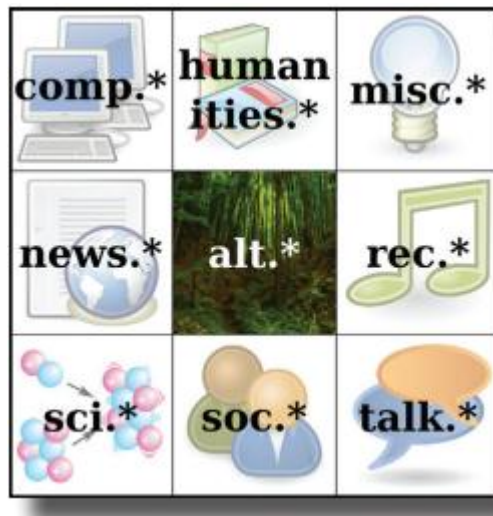 comp.*
human
ities.*
misc.*
news.*
alt.*
rec.*
sci.*
soc.*
talk.*